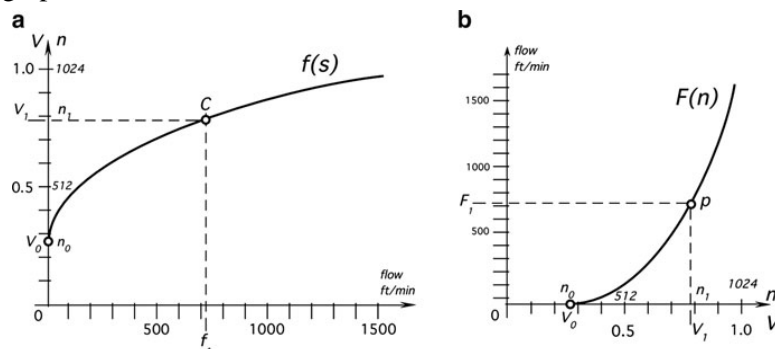 a
V n
1.0 1024
f(s)
C
V1 n1
0.5 512
V0 n0
flow
ft/min
0 500 1000 1500
f
b
flow
ft/min
1500
F(n)
1000
F1
p
500
n0 512 n1 1024 n
0 V0 0.5 V1 1.0 V